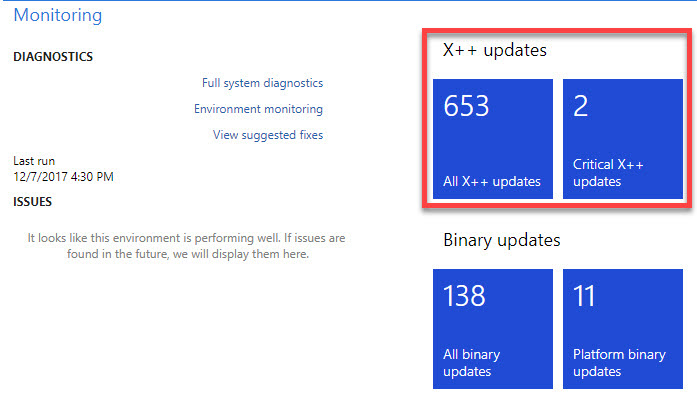 Monitoring
DIAGNOSTICS
Full system diagnostics
Environment monitoring
View suggested fixes
Last run
12/7/2017 4:30 PM
ISSUES
It looks like this environment is performing well. If issues are
found in the future, we will display them here.
X++ updates
653
All X++ updates
2
Critical X++
updates
Binary updates
138
All binary
updates
11
Platform binary
updates